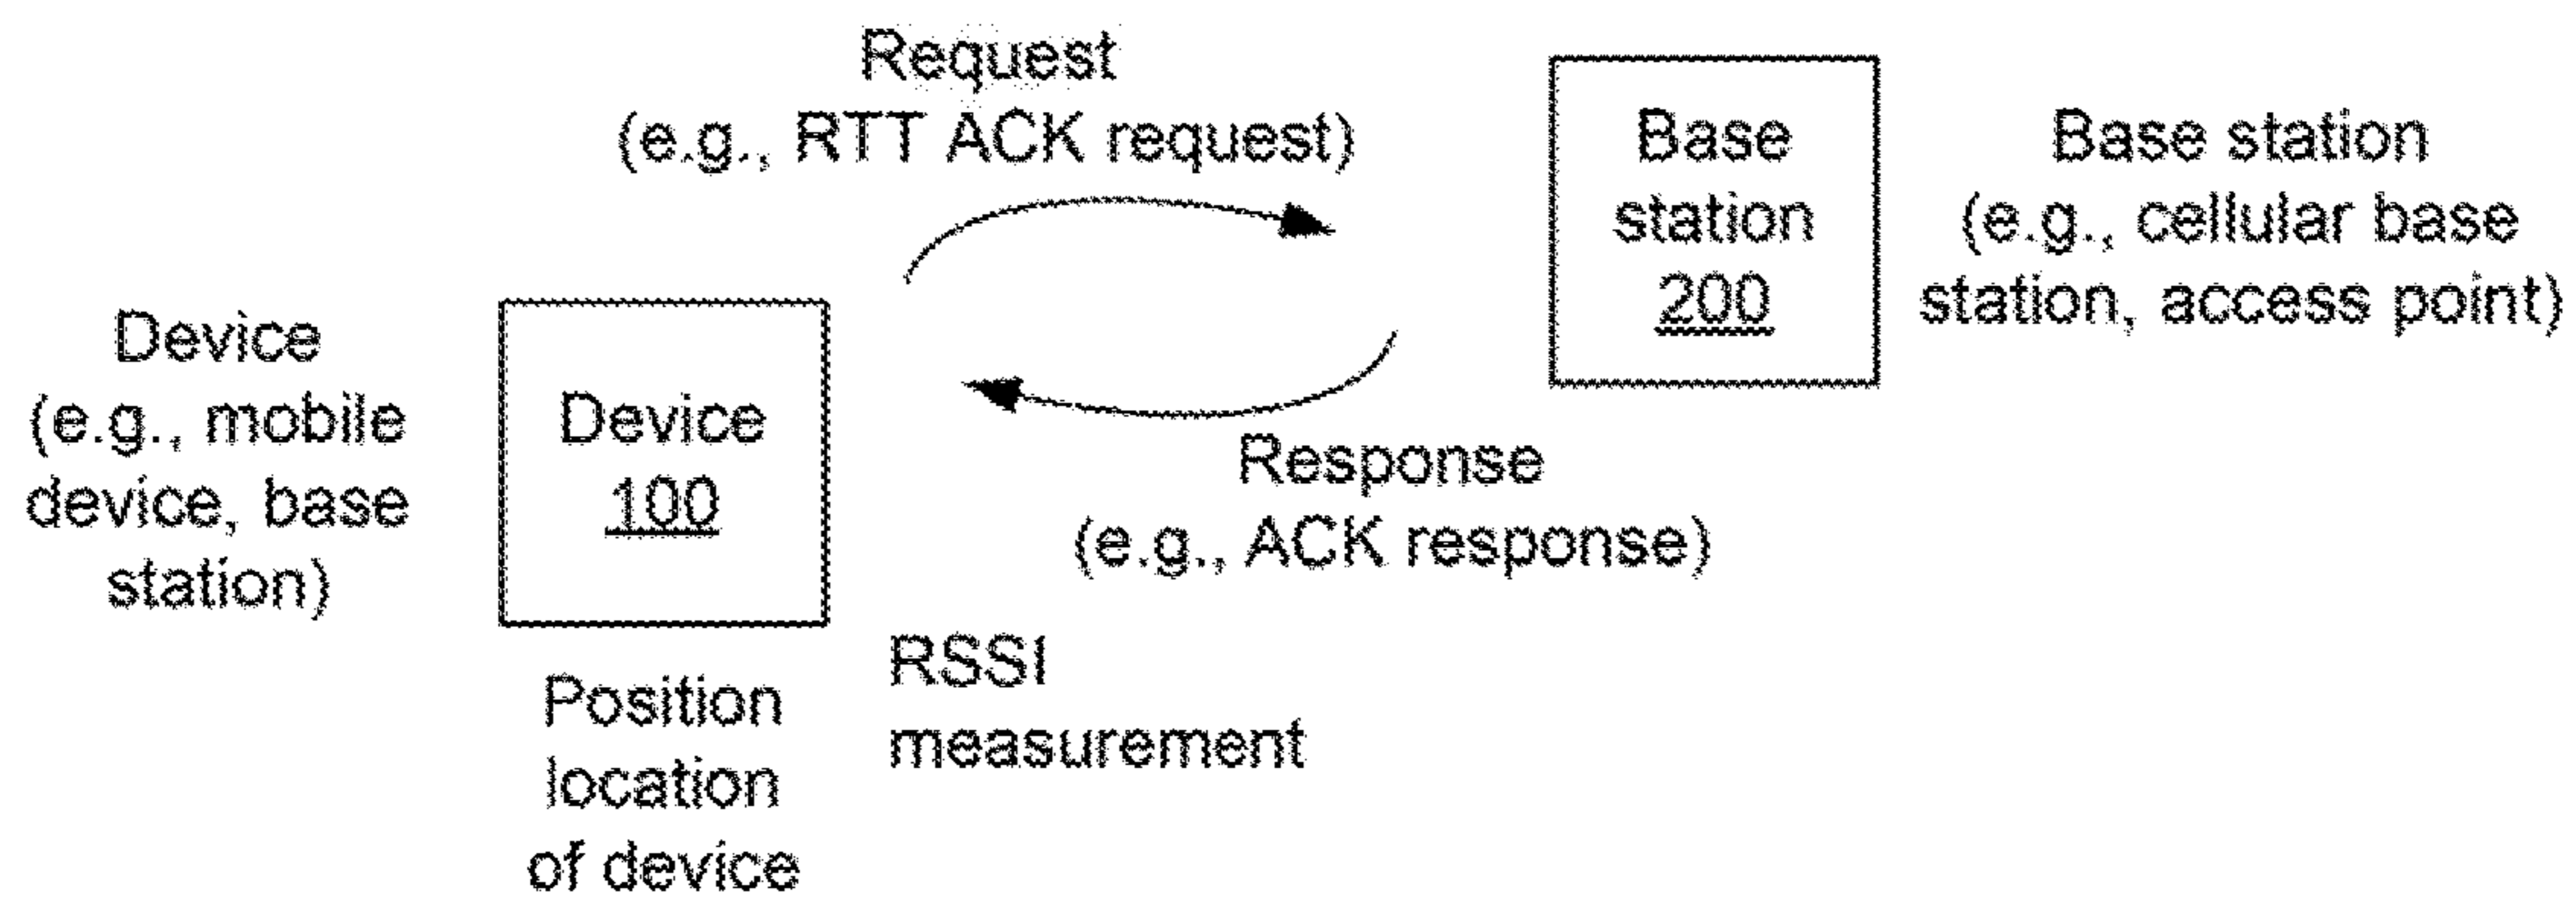 Request
(e.g., RTT ACK request)
Base
station
200
Base station
(e.g., cellular base
station, access point)
Device
(e.g., mobile
device, base
station)
Device
100
Response
(e.g., ACK response)
RSSI
measurement
Position
location
of device